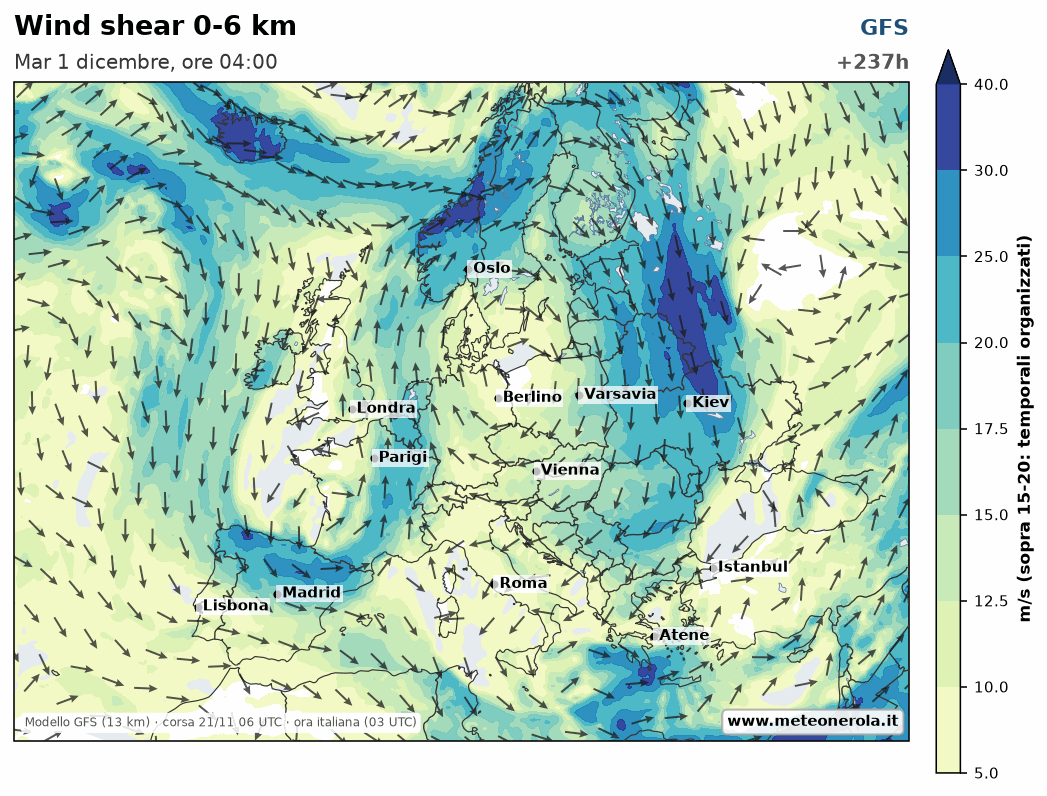 Wind shear 0-6 km
GFS
Mar 1 dicembre, ore 04:00
+237h
40.0
30.0
25.0
20.0
17.5
15.0
12.5
10.0
5.0
m/s (sopra 15-20: temporali organizzati)
Oslo
Berlino
Varsavia
Kiev
Londra
Parigi
Vienna
Istanbul
Roma
Madrid
Lisbona
Atene
Modello GFS (13 km) · corsa 21/11 06 UTC · ora italiana (03 UTC)
www.meteonerola.it